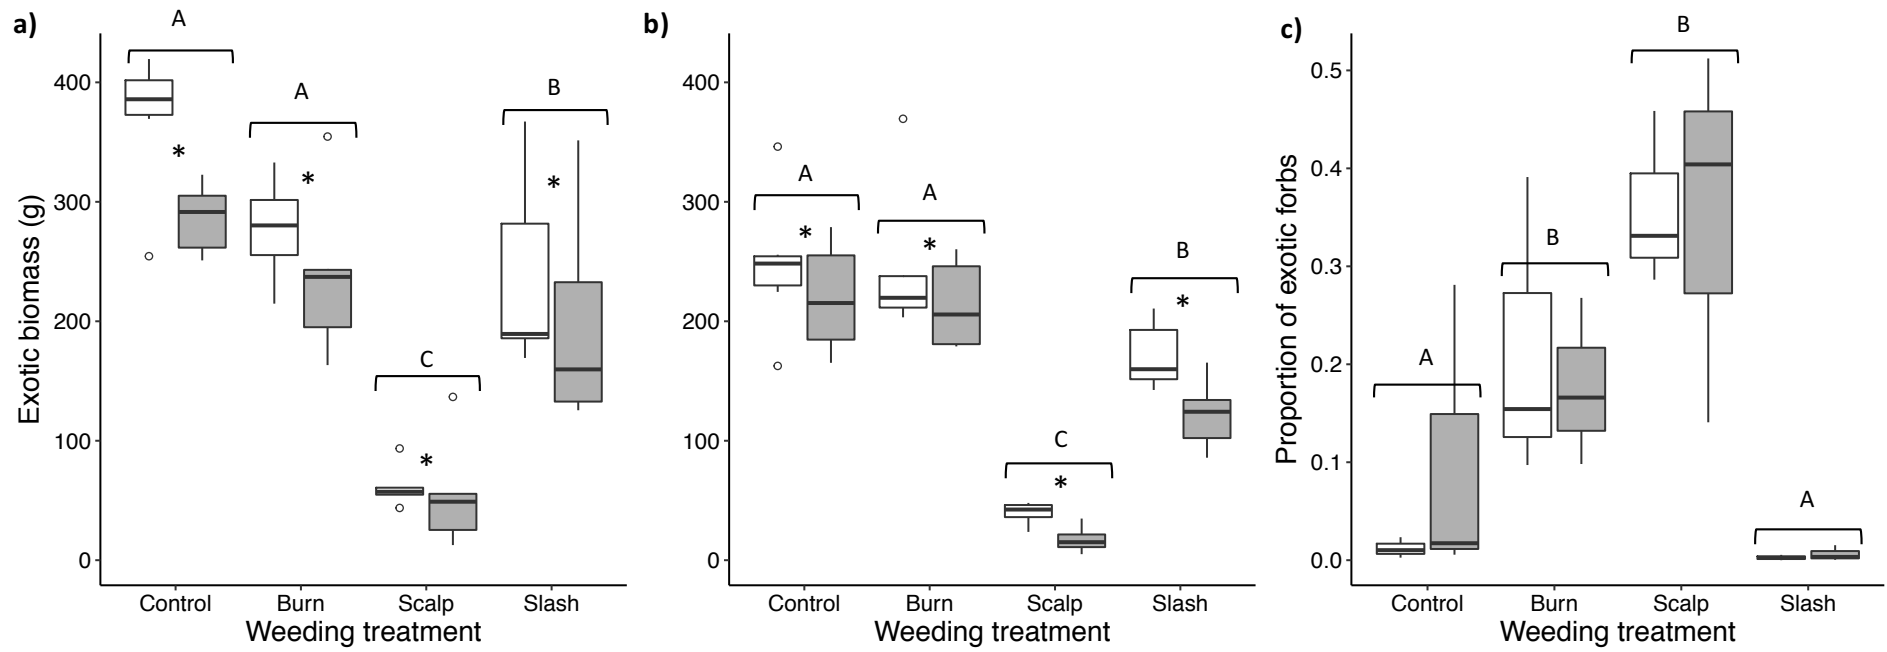 a)
A
A
B
C
*
*
*
*
400
300
200
100
0
Exotic biomass (g)
Control Burn Scalp Slash
Weeding treatment
b)
A
A
B
C
*
*
*
*
400
300
200
100
0
Control Burn Scalp Slash
Weeding treatment
c)
B
B
A
A
0.5
0.4
0.3
0.2
0.1
0.0
Proportion of exotic forbs
Control Burn Scalp Slash
Weeding treatment